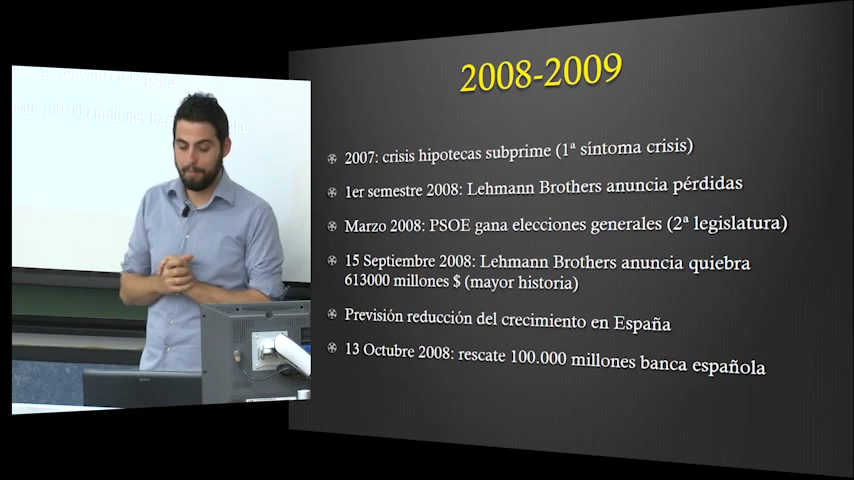 2008-2009
2007: crisis hipotecas subprime (1ª síntoma crisis)
1er semestre 2008: Lehmann Brothers anuncia pérdidas
Marzo 2008: PSOE gana elecciones generales (2ª legislatura)
15 Septiembre 2008: Lehmann Brothers anuncia quiebra
613000 millones $ (mayor historia)
Previsión reducción del crecimiento en España
13 Octubre 2008: rescate 100.000 millones banca española